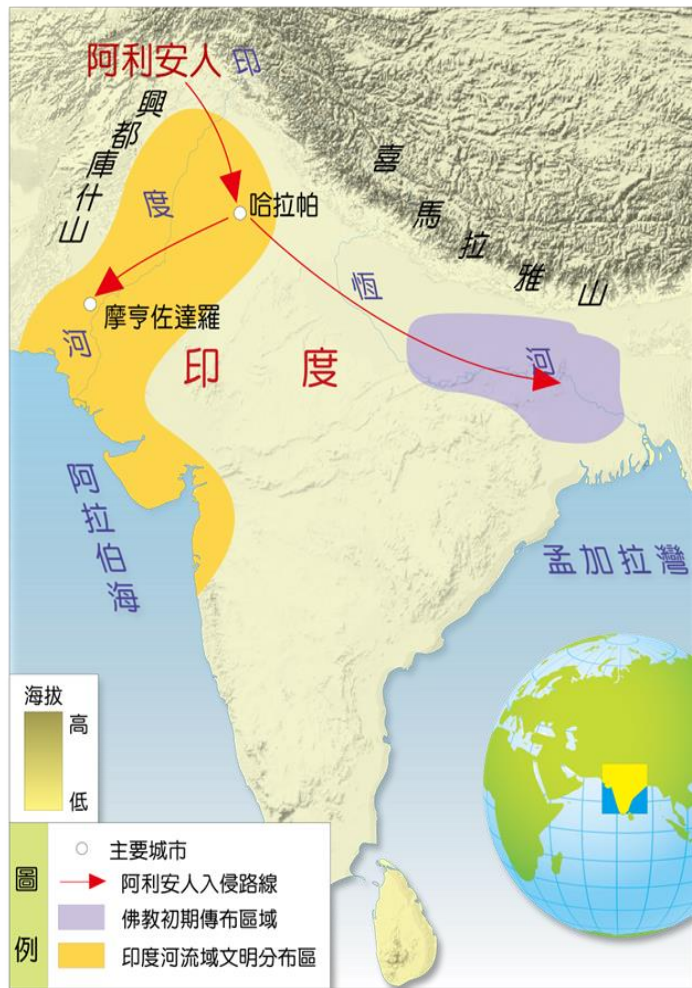 阿利安人
印度河
興都庫什山
喜馬拉雅山
哈拉帕
恆河
摩亨佐達羅
印度
阿拉伯海
孟加拉灣
海拔
高
低
圖例
主要城市
阿利安人入侵路線
佛教初期傳布區域
印度河流域文明分布區